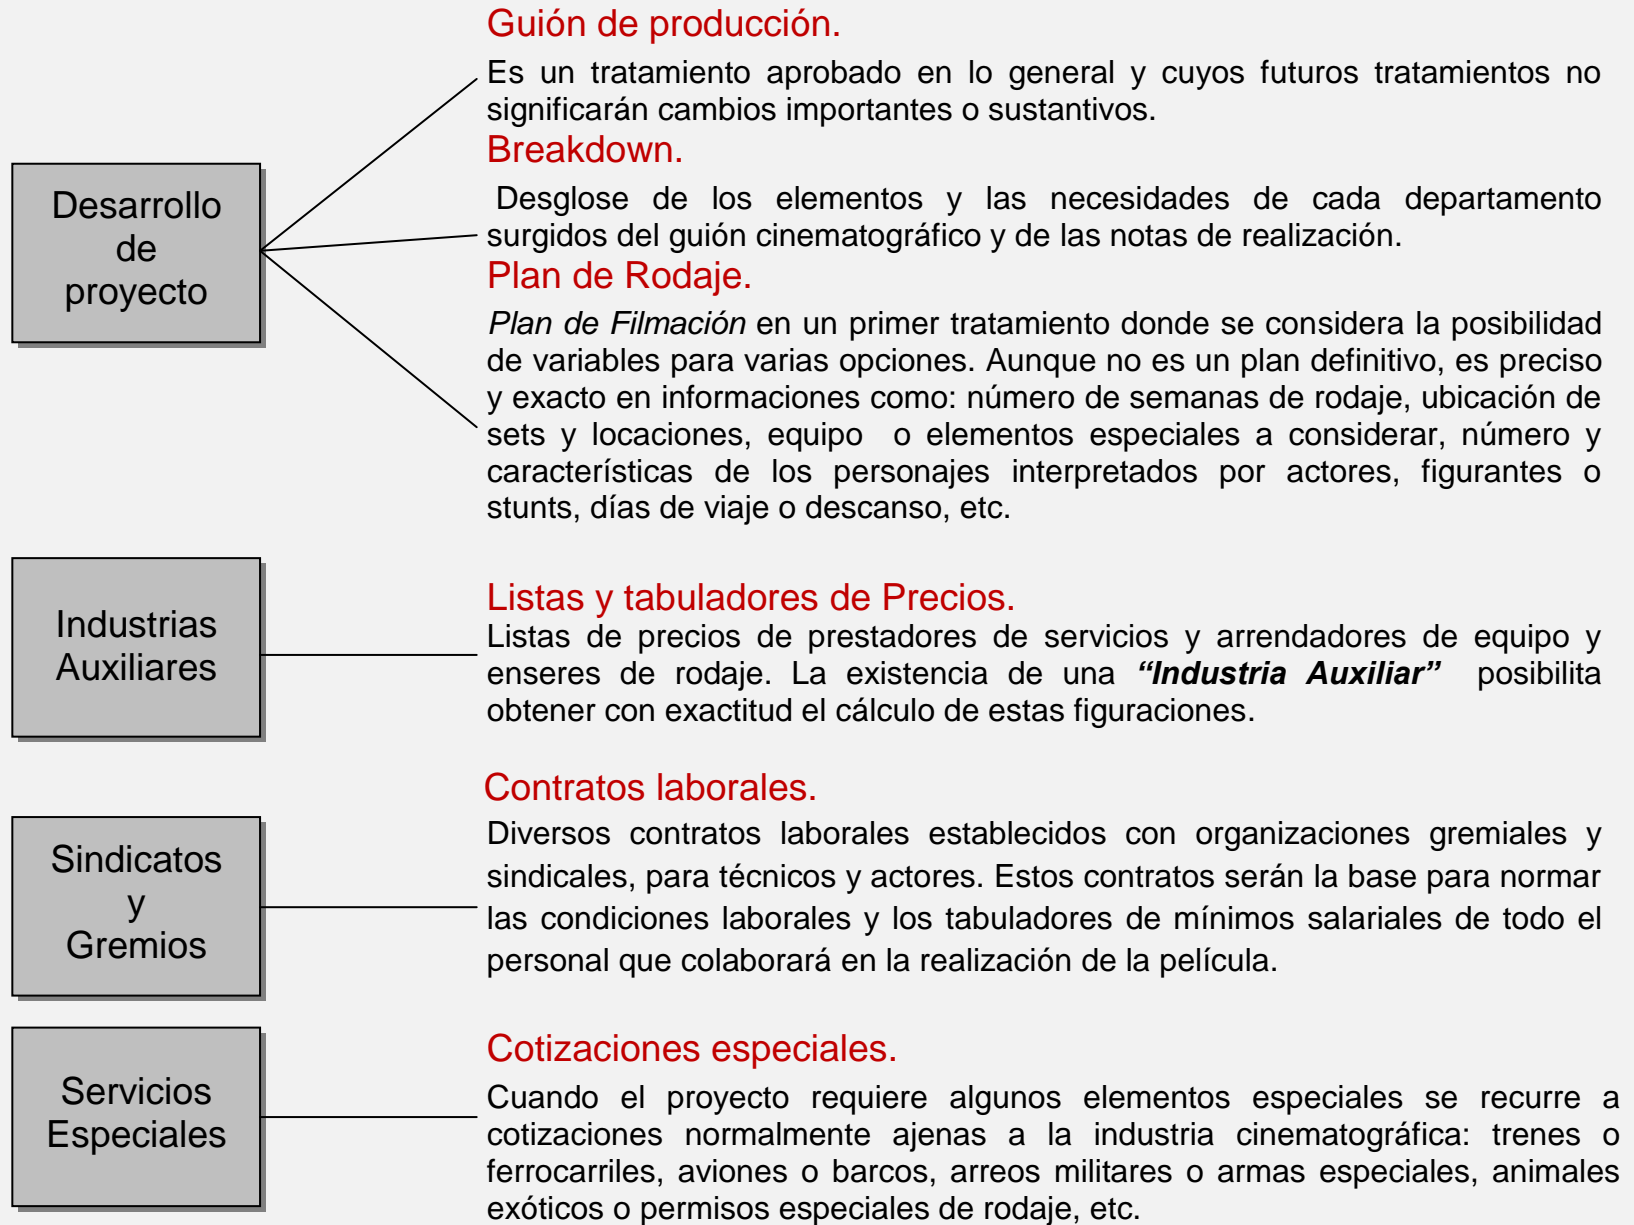 Guión de producción.
Es un tratamiento aprobado en lo general y cuyos futuros tratamientos no
significarán cambios importantes o sustantivos.
Breakdown.
Desglose de los elementos y las necesidades de cada departamento
surgidos del guión cinematográfico y de las notas de realización.
Plan de Rodaje.
Plan de Filmación en un primer tratamiento donde se considera la posibilidad
de variables para varias opciones. Aunque no es un plan definitivo, es preciso
y exacto en informaciones como: número de semanas de rodaje, ubicación de
sets y locaciones, equipo o elementos especiales a considerar, número y
características de los personajes interpretados por actores, figurantes o
stunts, días de viaje o descanso, etc.
Desarrollo
de
proyecto
Industrias
Auxiliares
Listas y tabuladores de Precios.
Listas de precios de prestadores de servicios y arrendadores de equipo y
enseres de rodaje. La existencia de una “Industria Auxiliar” posibilita
obtener con exactitud el cálculo de estas figuraciones.
Sindicatos
y
Gremios
Contratos laborales.
Diversos contratos laborales establecidos con organizaciones gremiales y
sindicales, para técnicos y actores. Estos contratos serán la base para normar
las condiciones laborales y los tabuladores de mínimos salariales de todo el
personal que colaborará en la realización de la película.
Servicios
Especiales
Cotizaciones especiales.
Cuando el proyecto requiere algunos elementos especiales se recurre a
cotizaciones normalmente ajenas a la industria cinematográfica: trenes o
ferrocarriles, aviones o barcos, arreos militares o armas especiales, animales
exóticos o permisos especiales de rodaje, etc.